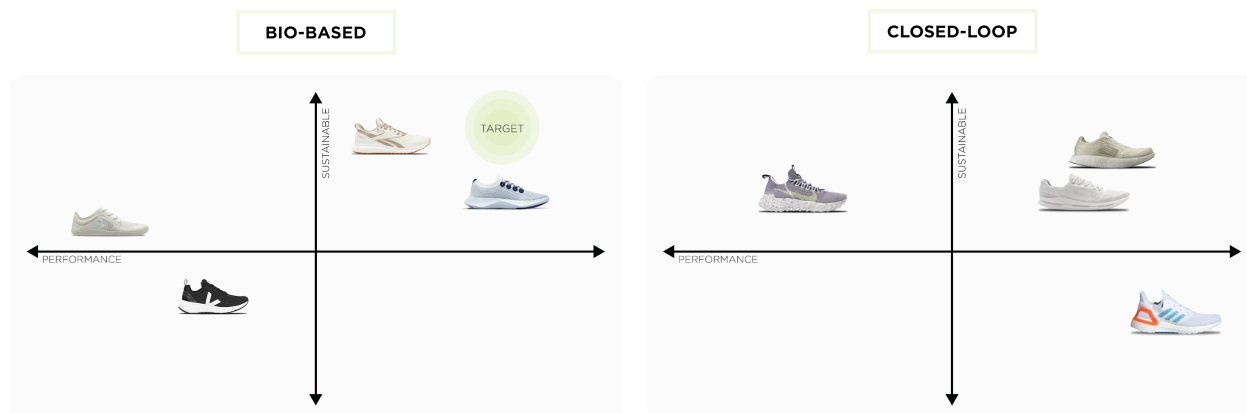 BIO-BASED
CLOSED-LOOP
SUSTAINABLE
TARGET
PERFORMANCE
SUSTAINABLE
PERFORMANCE